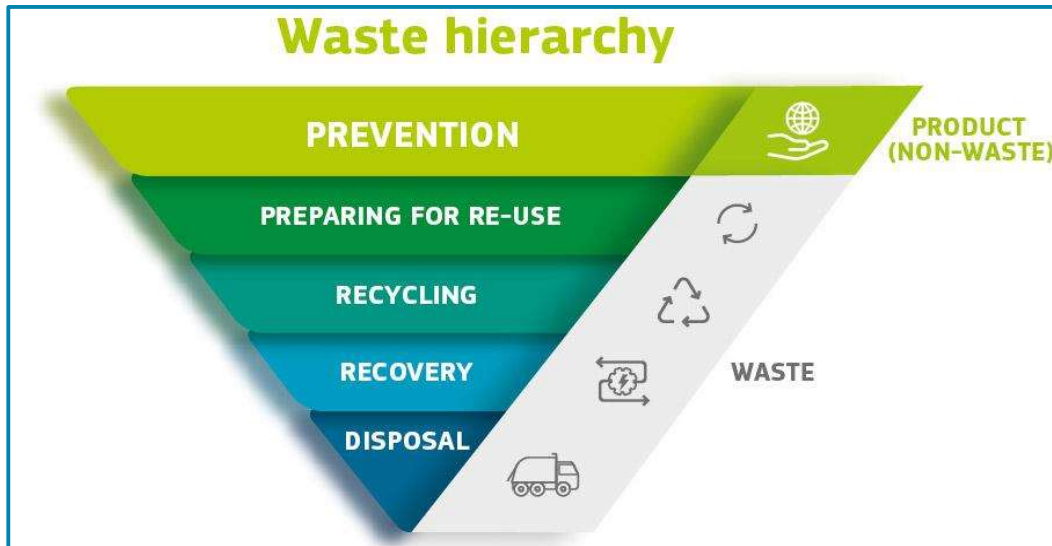 Waste hierarchy
PREVENTION
PRODUCT
(NON-WASTE)
PREPARING FOR RE-USE
RECYCLING
RECOVERY
WASTE
DISPOSAL